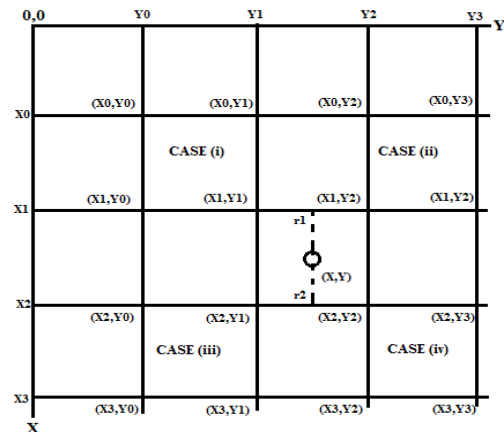 0,0 Y0 Y1 Y2 Y3 Y
X0 (X0,Y0) (X0,Y1) (X0,Y2) (X0,Y3)
CASE (i) CASE (ii)
X1 (X1,Y0) (X1,Y1) (X1,Y2) (X1,Y2)
r1
(X,Y)
r2
X2
(X2,Y0) (X2,Y1) (X2,Y2) (X2,Y3)
CASE (iii) CASE (iv)
X3
(X3,Y0) (X3,Y1) (X3,Y2) (X3,Y3)
X